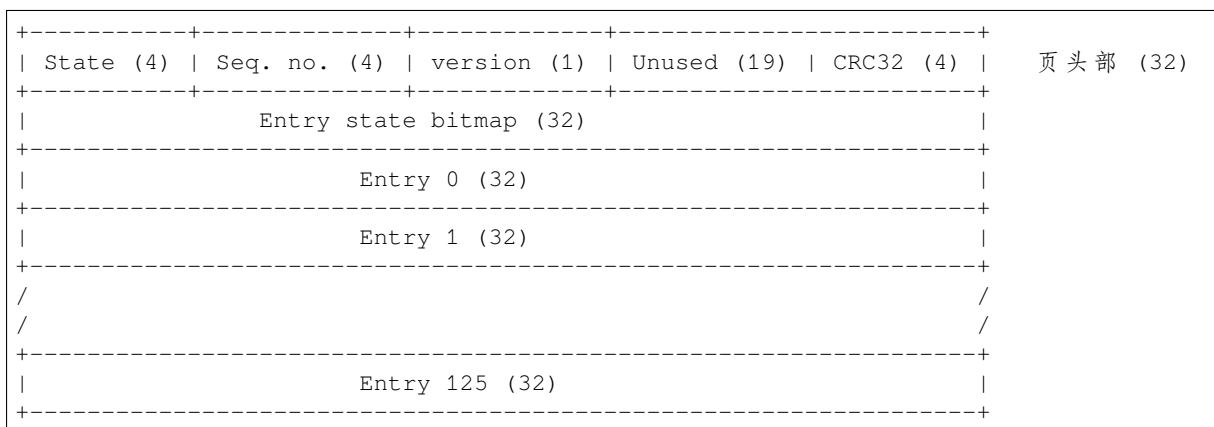 +-----------+--------------+-------------+-------------------------+
| State (4) | Seq. no. (4) | version (1) | Unused (19) | CRC32 (4) | 页头部 (32)
+-----------+--------------+-------------+-------------------------+
| Entry state bitmap (32) |
+------------------------------------------------------------------+
| Entry 0 (32) |
+------------------------------------------------------------------+
| Entry 1 (32) |
+------------------------------------------------------------------+
/ /
/ /
+------------------------------------------------------------------+
| Entry 125 (32) |
+------------------------------------------------------------------+